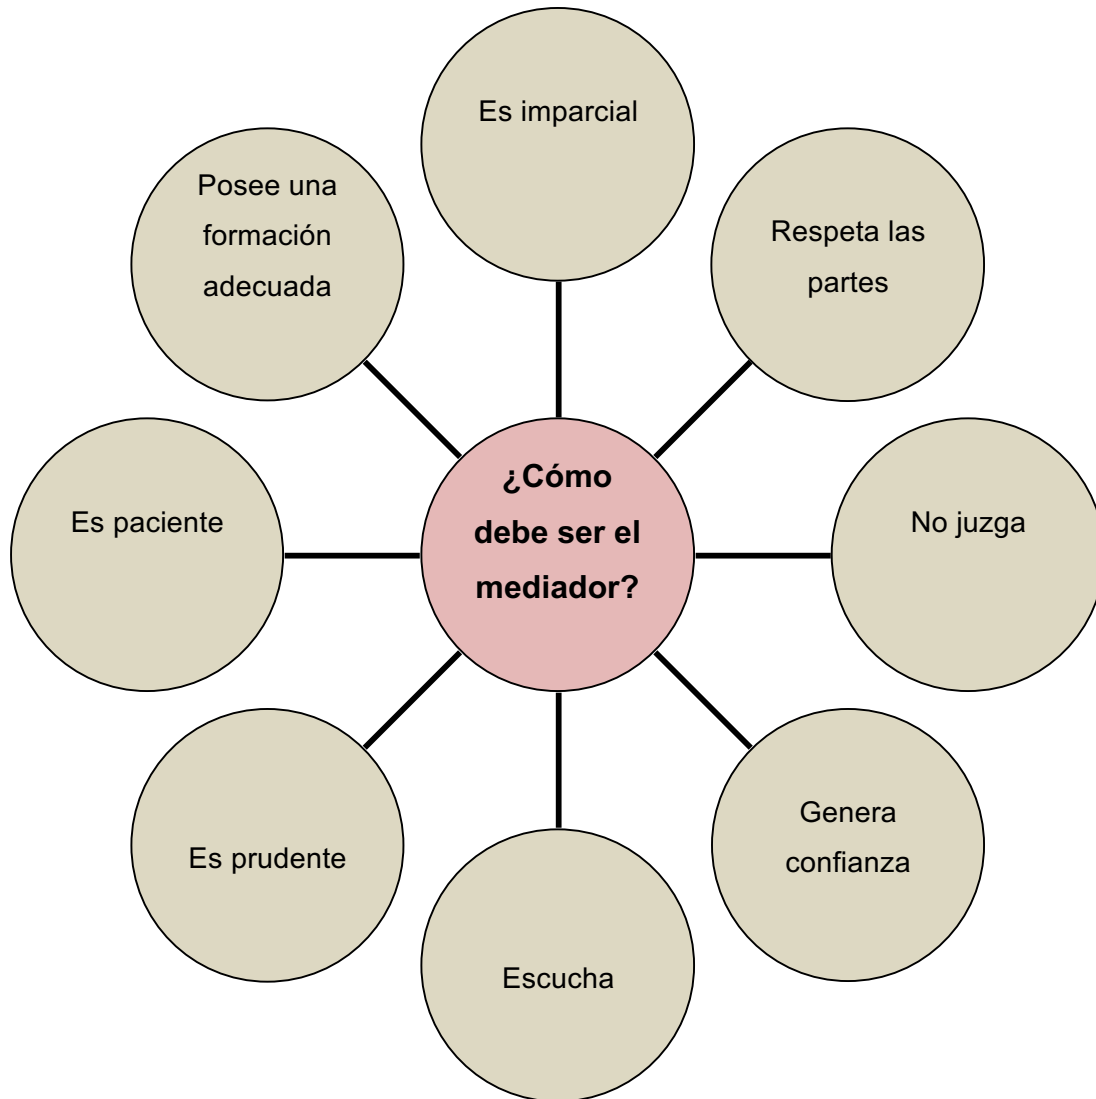 Es imparcial
Posee una
formación
adecuada
Respeta las
partes
¿Cómo
debe ser el
mediador?
Es paciente
No juzga
Genera
confianza
Es prudente
Escucha